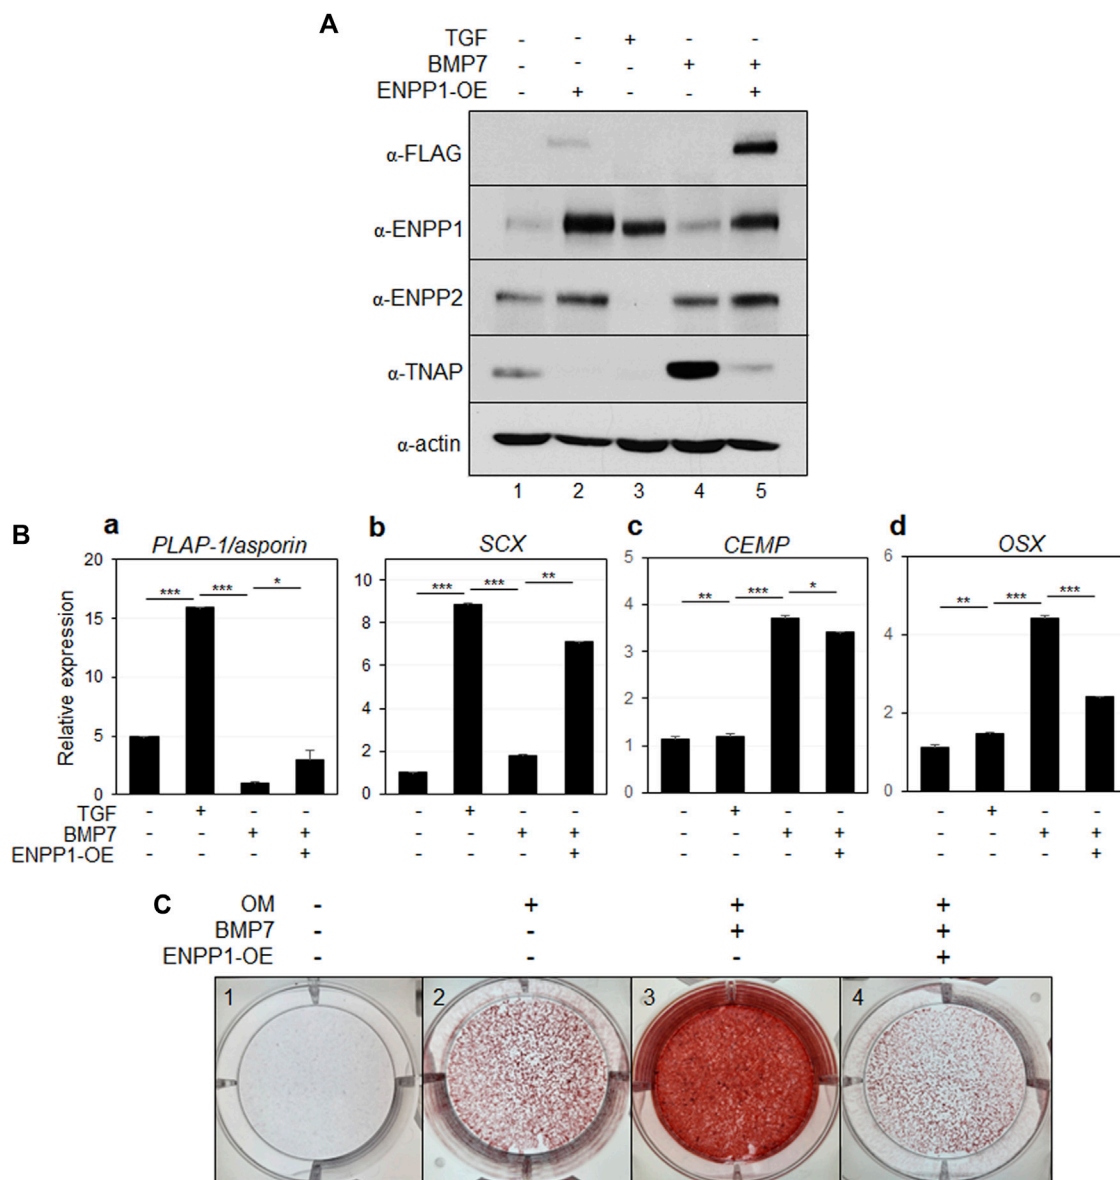 A
TGF - - + - -
BMP7 - - - + +
ENPP1-OE - + - - +
α-FLAG
α-ENPP1
α-ENPP2
α-TNAP
α-actin
1 2 3 4 5
B
a b c d
PLAP-1/asporin SCX CEMP OSX
Relative expression
20
15
10
5
0
*** *** *
10
8
6
4
2
0
*** *** **
5
4
3
2
1
0
** *** *
6
4
2
0
** *** ***
TGF - + - - - + - - - + - - - + - -
BMP7 - - + + - - + + - - + + - - + +
ENPP1-OE - - - + - - - + - - - + - - - +
C
OM - + + +
BMP7 - - + +
ENPP1-OE - - - +
1 2 3 4